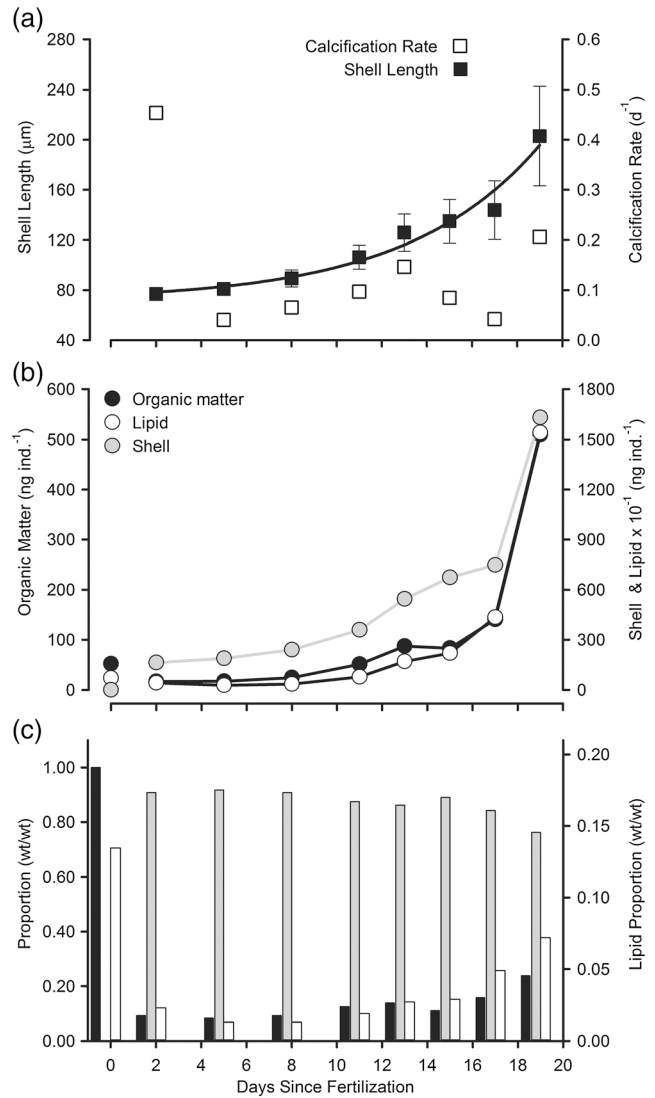 (a)
280
240
200
160
120
80
40
Shell Length (μm)
Calcification Rate
Shell Length
0.6
0.5
0.4
0.3
0.2
0.1
0.0
Calcification Rate (d⁻¹)
(b)
600
500
400
300
200
100
0
Organic Matter (ng ind.⁻¹)
Organic matter
Lipid
Shell
1800
1500
1200
900
600
300
0
Shell & Lipid x 10⁻¹ (ng ind.⁻¹)
(c)
1.00
0.80
0.60
0.40
0.20
0.00
Proportion (wt/wt)
0.20
0.15
0.10
0.05
0.00
Lipid Proportion (wt/wt)
0 2 4 6 8 10 12 14 16 18 20
Days Since Fertilization